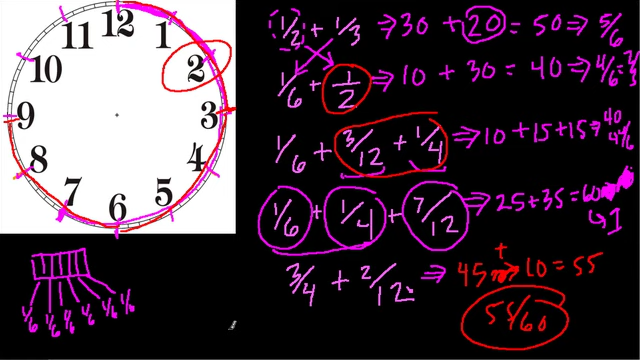 12
11 1
10 2
9 3
8 4
7 5
6
1/2 + 1/3 ⇒ 30 + 20 = 50 ⇒ 5/6
1/6 + 1/2 ⇒ 10 + 30 = 40 ⇒ 4/6 = 2/3
1/6 + 3/12 + 1/4 ⇒ 10 + 15 + 15 ⇒ 40
4/6
1/6 + 1/4 + 7/12 ⇒ 25 + 35 = 60
↳ 1
3/4 + 2/12 ⇒ 45 + 10 = 55
55/60
1/6 1/6 1/6 1/6 1/6 1/6